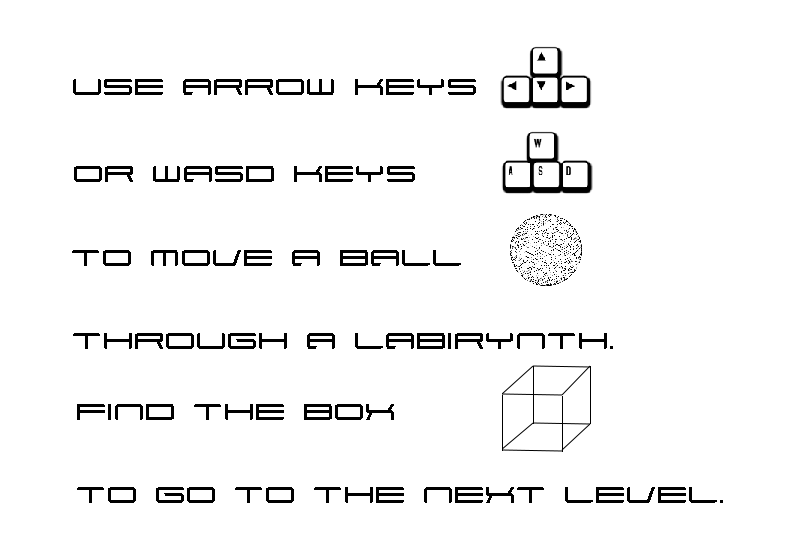 USE ARROW KEYS
W
OR WASD KEYS
A S D
TO MOVE A BALL
THROUGH A LABIRYNTH.
FIND THE BOX
TO GO TO THE NEXT LEVEL.